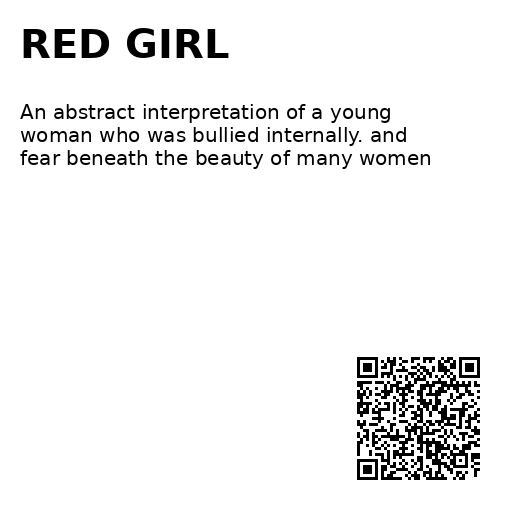 RED GIRL
An abstract interpretation of a young
woman who was bullied internally. and
fear beneath the beauty of many women